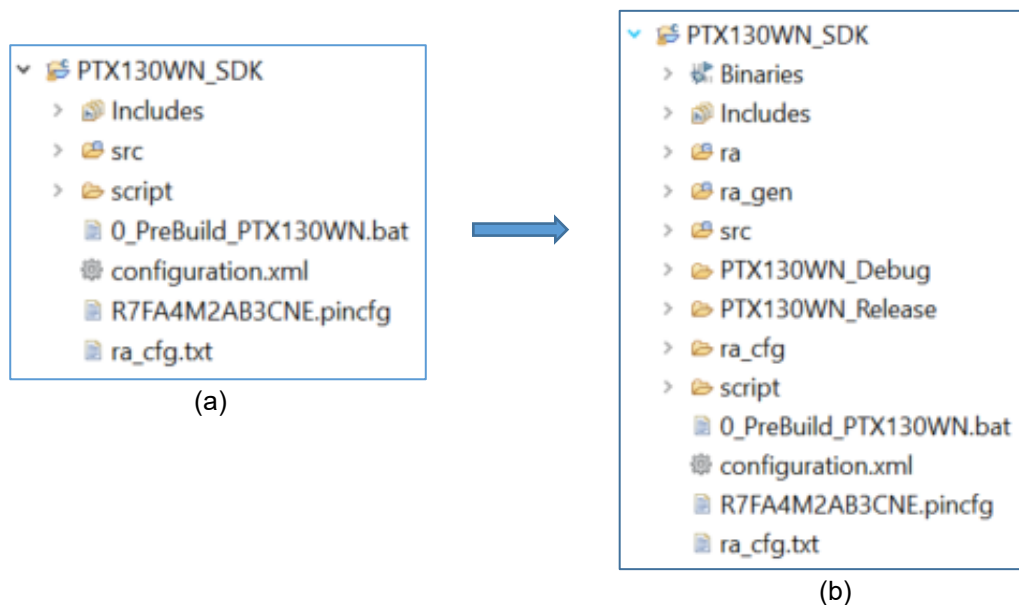 PTX130WN_SDK
Includes
src
script
0_PreBuild_PTX130WN.bat
configuration.xml
R7FA4M2AB3CNE.pincfg
ra_cfg.txt
(a)
PTX130WN_SDK
Binaries
Includes
ra
ra_gen
src
PTX130WN_Debug
PTX130WN_Release
ra_cfg
script
0_PreBuild_PTX130WN.bat
configuration.xml
R7FA4M2AB3CNE.pincfg
ra_cfg.txt
(b)